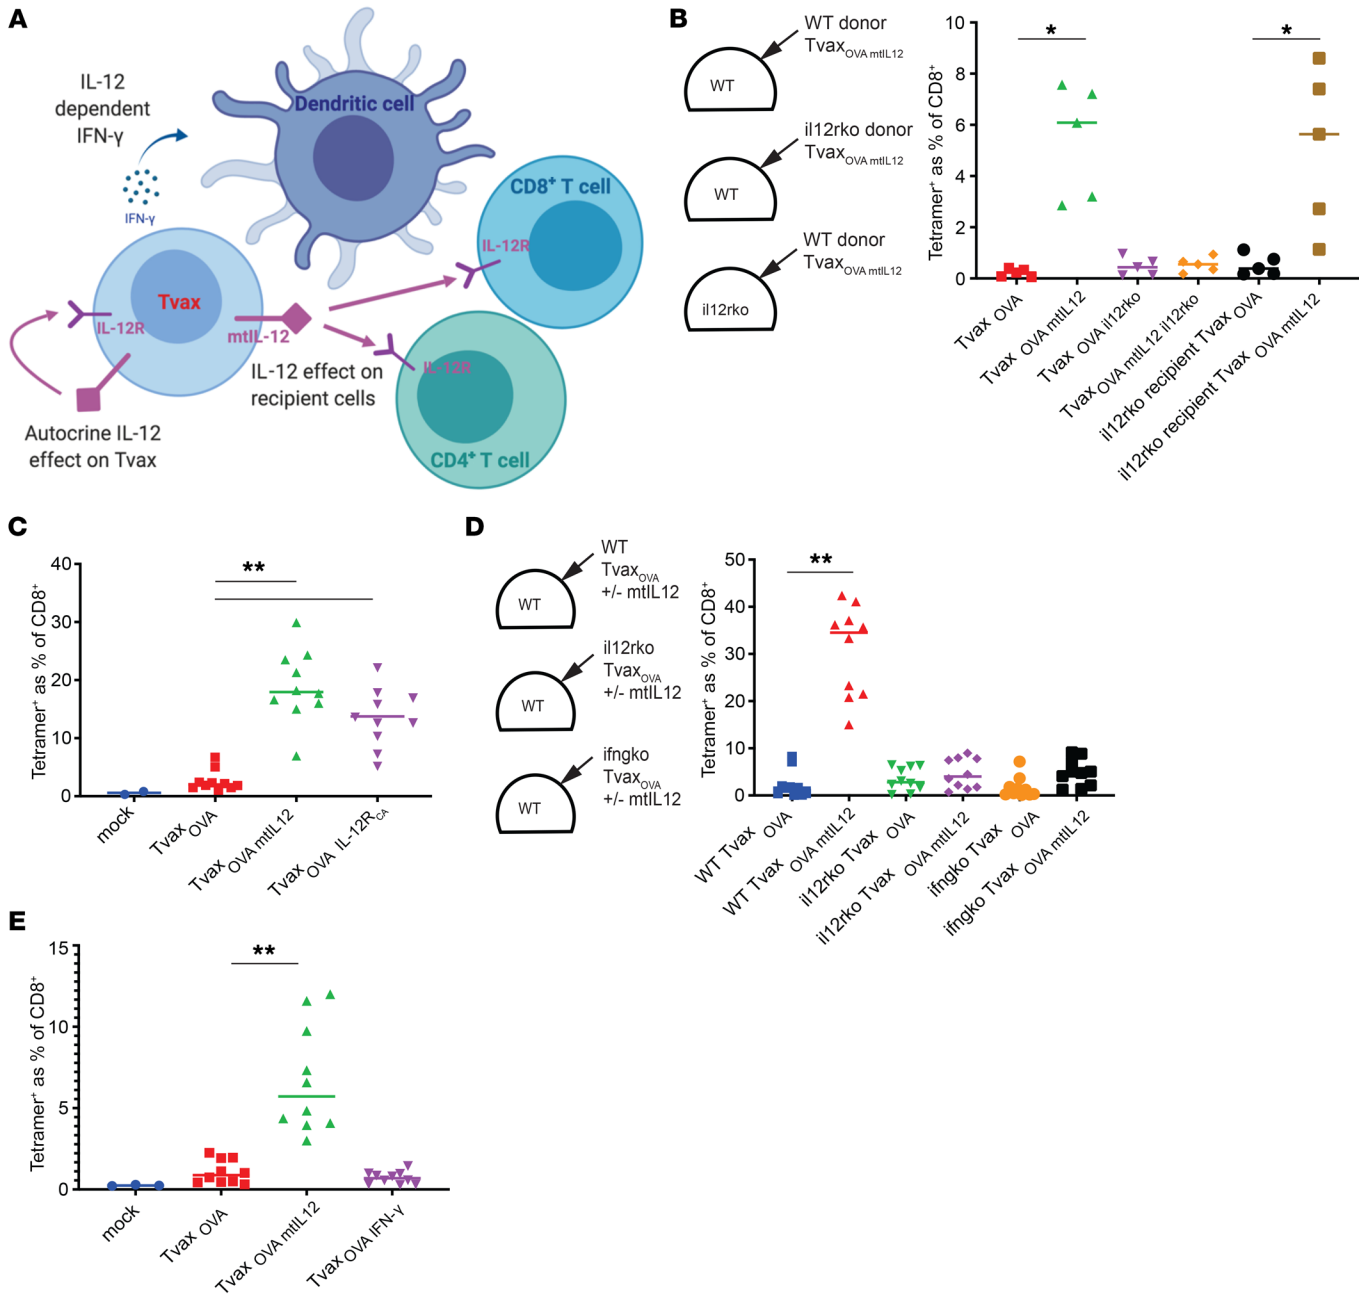 A
IL-12
dependent
IFN-γ
IFN-γ
Dendritic cell
CD8+ T cell
IL-12R
Tvax
IL-12R
mtIL-12
IL-12R
IL-12 effect on
recipient cells
Autocrine IL-12
effect on Tvax
CD4+ T cell
B
WT donor
TvaxOVA mtIL12
WT
il12rko donor
TvaxOVA mtIL12
WT
WT donor
TvaxOVA mtIL12
il12rko
Tetramer+ as % of CD8+
10
8
6
4
2
0
*
*
Tvax OVA
Tvax OVA mtIL12
Tvax OVA il12rko
Tvax OVA mtIL12 il12rko
il12rko recipient Tvax OVA
il12rko recipient Tvax OVA mtIL12
C
Tetramer+ as % of CD8+
40
30
20
10
0
**
mock
Tvax OVA
Tvax OVA mtIL12
Tvax OVA IL-12RCA
D
WT
TvaxOVA
+/- mtIL12
WT
il12rko
TvaxOVA
+/- mtIL12
WT
ifngko
TvaxOVA
+/- mtIL12
WT
Tetramer+ as % of CD8+
50
40
30
20
10
0
**
WT Tvax OVA
WT Tvax OVA mtIL12
il12rko Tvax OVA
il12rko Tvax OVA mtIL12
ifngko Tvax OVA
ifngko Tvax OVA mtIL12
E
Tetramer+ as % of CD8+
15
10
5
0
**
mock
Tvax OVA
Tvax OVA mtIL12
Tvax OVA IFN-γ